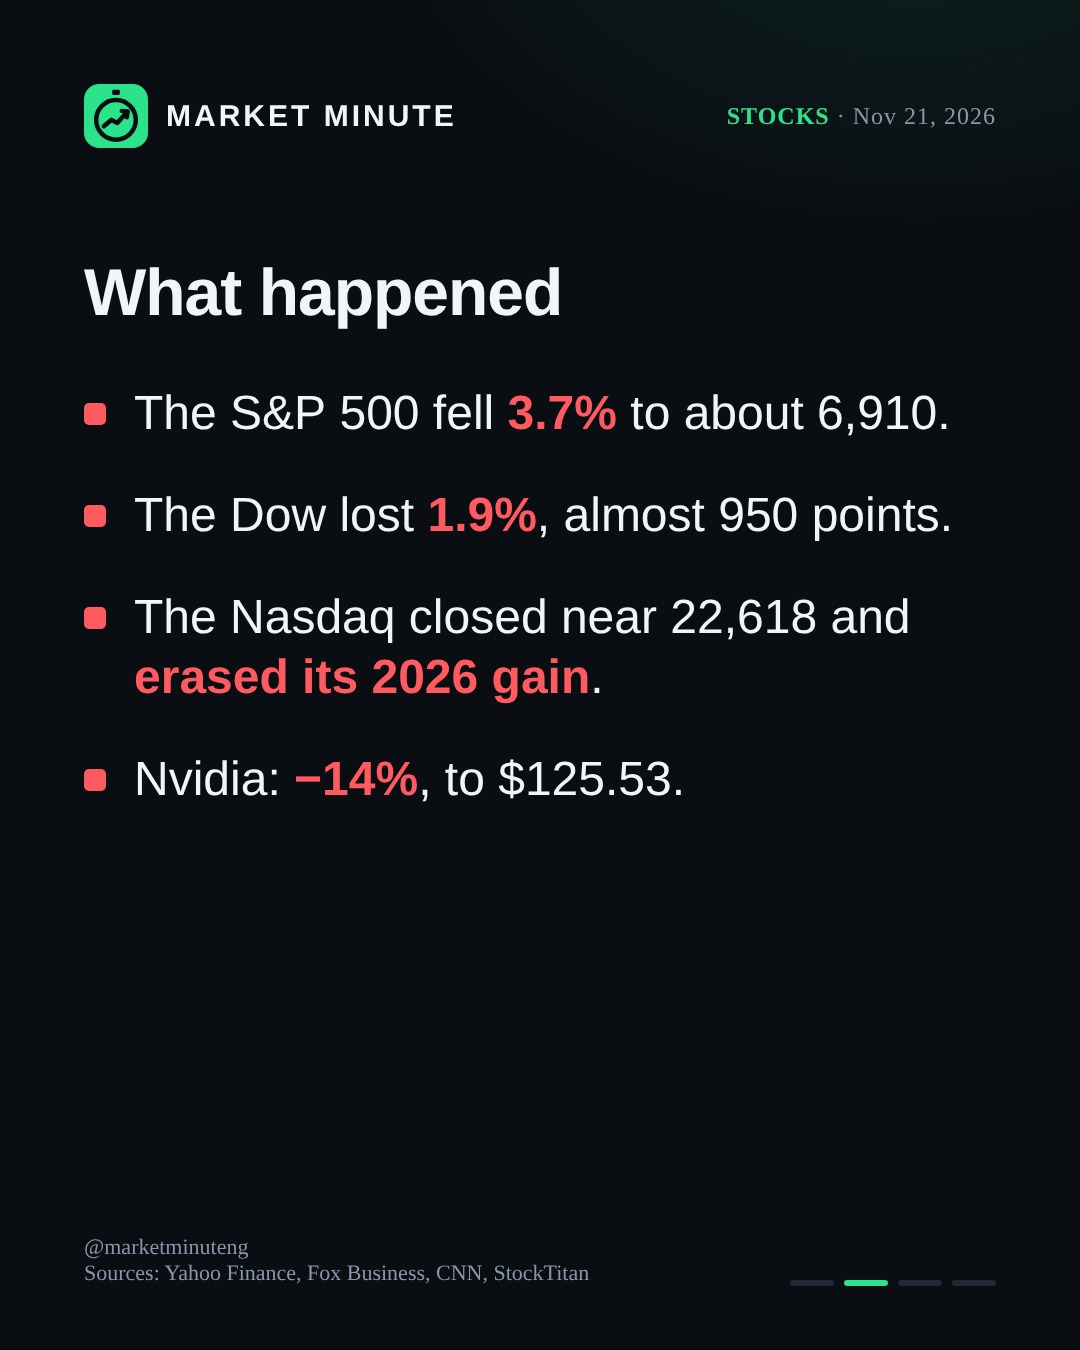 MARKET MINUTE
STOCKS · Nov 21, 2026
What happened
The S&P 500 fell 3.7% to about 6,910.
The Dow lost 1.9%, almost 950 points.
The Nasdaq closed near 22,618 and
erased its 2026 gain.
Nvidia: −14%, to $125.53.
@marketminuteng
Sources: Yahoo Finance, Fox Business, CNN, StockTitan